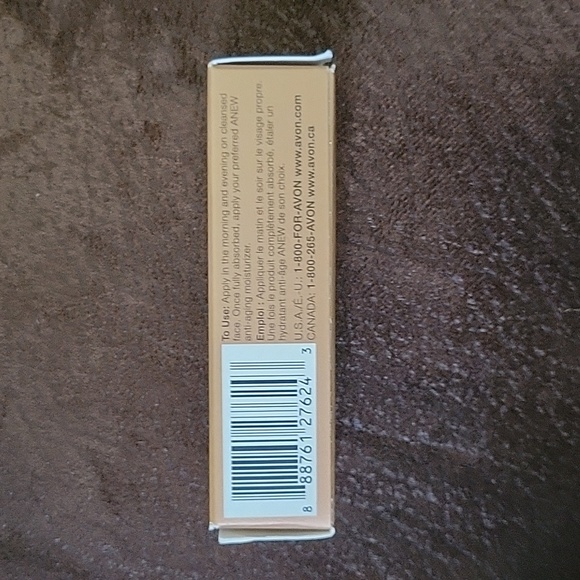 To Use: Apply in the morning and evening on cleansed
face. Once fully absorbed, apply your preferred ANEW
anti-aging moisturizer.
Emploi : Appliquer le matin et le soir sur le visage propre.
Une fois le produit complètement absorbé, étaler un
hydratant anti-âge ANEW de son choix.
U.S.A./É.-U.: 1-800-FOR-AVON www.avon.com
CANADA: 1-800-265-AVON www.avon.ca
8 88761 27624 3